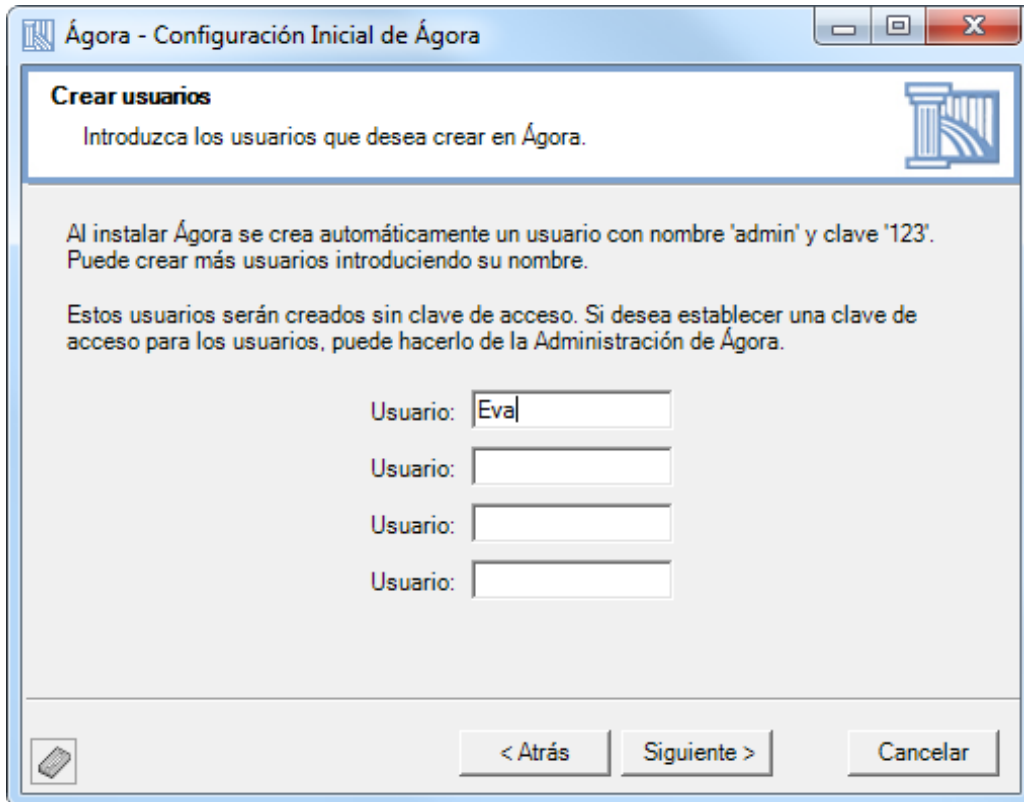 Ágora - Configuración Inicial de Ágora
Crear usuarios
Introduzca los usuarios que desea crear en Ágora.
Al instalar Ágora se crea automáticamente un usuario con nombre 'admin' y clave '123'.
Puede crear más usuarios introduciendo su nombre.
Estos usuarios serán creados sin clave de acceso. Si desea establecer una clave de
acceso para los usuarios, puede hacerlo de la Administración de Ágora.
Usuario: Eva
Usuario:
Usuario:
Usuario:
< Atrás Siguiente > Cancelar